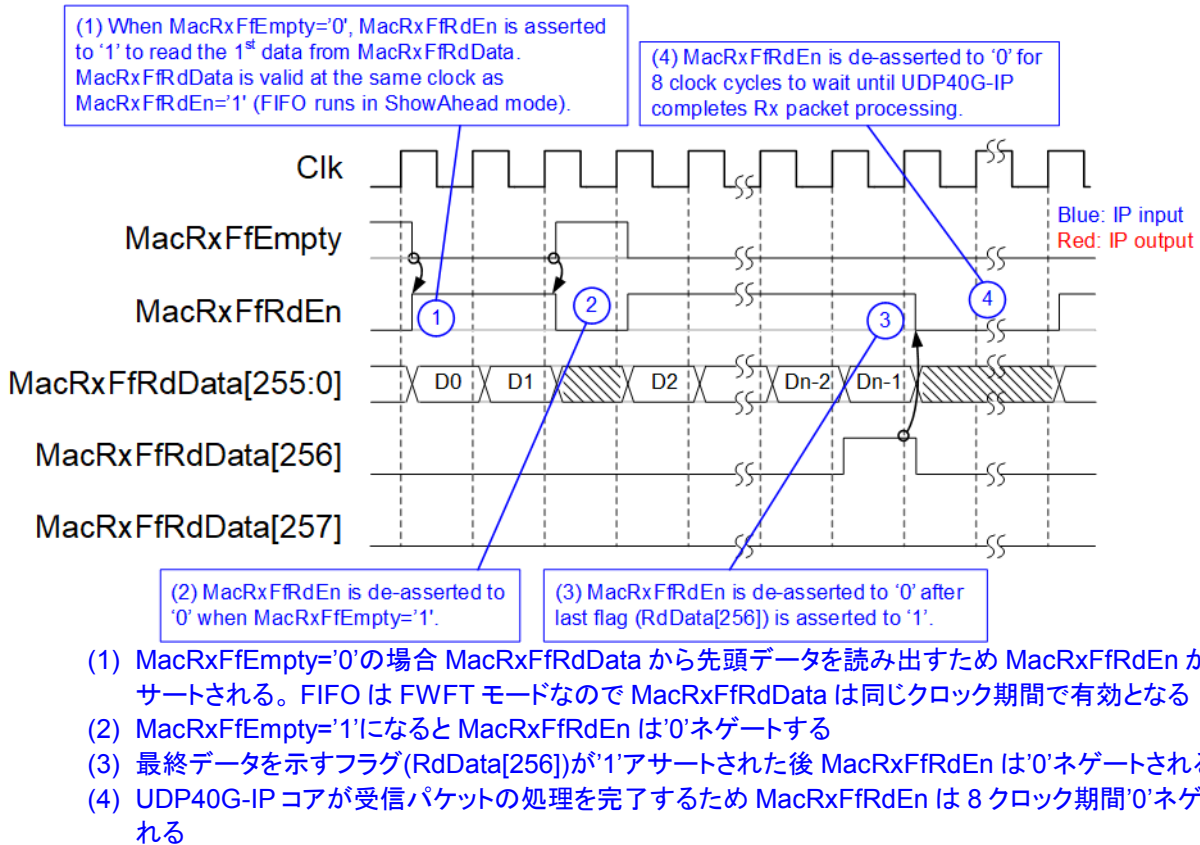 (1) When MacRxFfEmpty='0', MacRxFfRdEn is asserted
to ‘1’ to read the 1st data from MacRxFfRdData.
MacRxFfRdData is valid at the same clock as
MacRxFfRdEn='1' (FIFO runs in ShowAhead mode).
(4) MacRxFfRdEn is de-asserted to ‘0’ for
8 clock cycles to wait until UDP40G-IP
completes Rx packet processing.
Clk
Blue: IP input
Red: IP output
MacRxFfEmpty
MacRxFfRdEn
1
2
3
4
MacRxFfRdData[255:0]
D0
D1
D2
Dn-2
Dn-1
MacRxFfRdData[256]
MacRxFfRdData[257]
(2) MacRxFfRdEn is de-asserted to
‘0’ when MacRxFfEmpty='1'.
(3) MacRxFfRdEn is de-asserted to ‘0’ after
last flag (RdData[256]) is asserted to ‘1’.
(1) MacRxFfEmpty='0'の場合 MacRxFfRdData から先頭データを読み出すため MacRxFfRdEn が
サートされる。FIFO は FWFT モードなので MacRxFfRdData は同じクロック期間で有効となる
(2) MacRxFfEmpty='1'になると MacRxFfRdEn は'0'ネゲートする
(3) 最終データを示すフラグ(RdData[256])が'1'アサートされた後 MacRxFfRdEn は'0'ネゲートされる
(4) UDP40G-IP コアが受信パケットの処理を完了するため MacRxFfRdEn は 8 クロック期間'0'ネゲ
れる